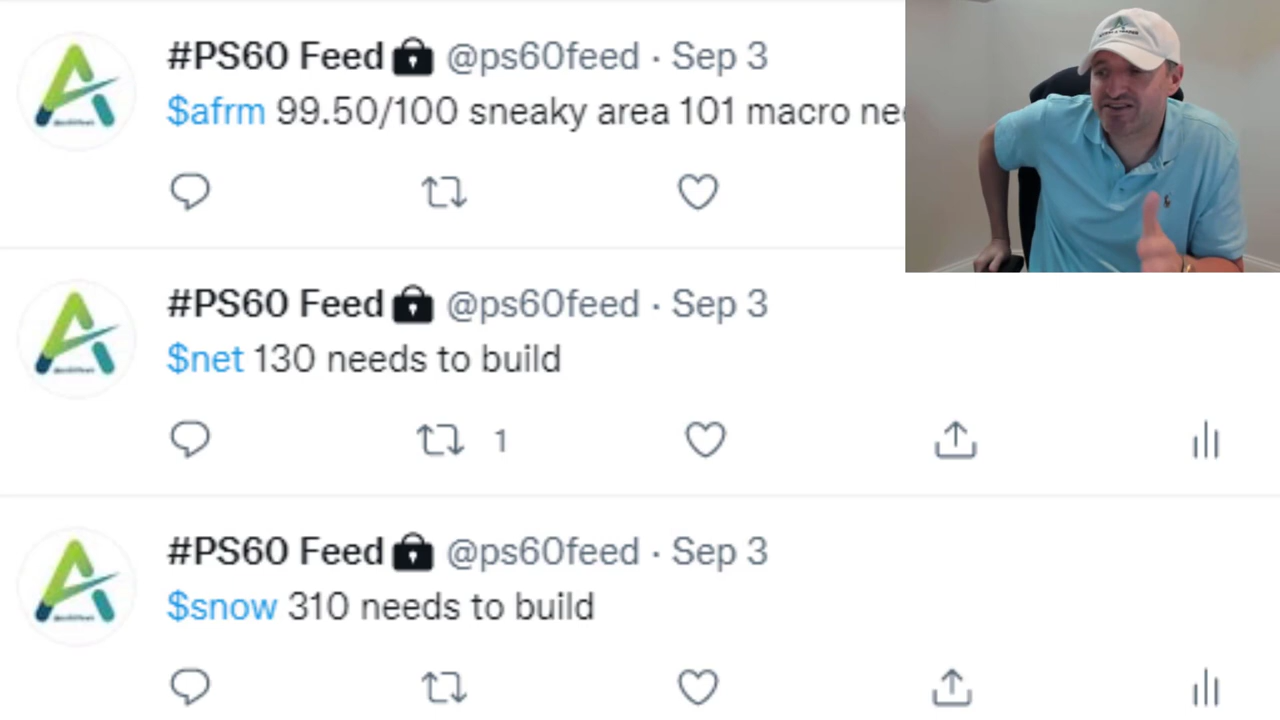 #PS60 Feed @ps60feed · Sep 3
$afrm 99.50/100 sneaky area 101 macro
#PS60 Feed @ps60feed · Sep 3
$net 130 needs to build
1
#PS60 Feed @ps60feed · Sep 3
$snow 310 needs to build